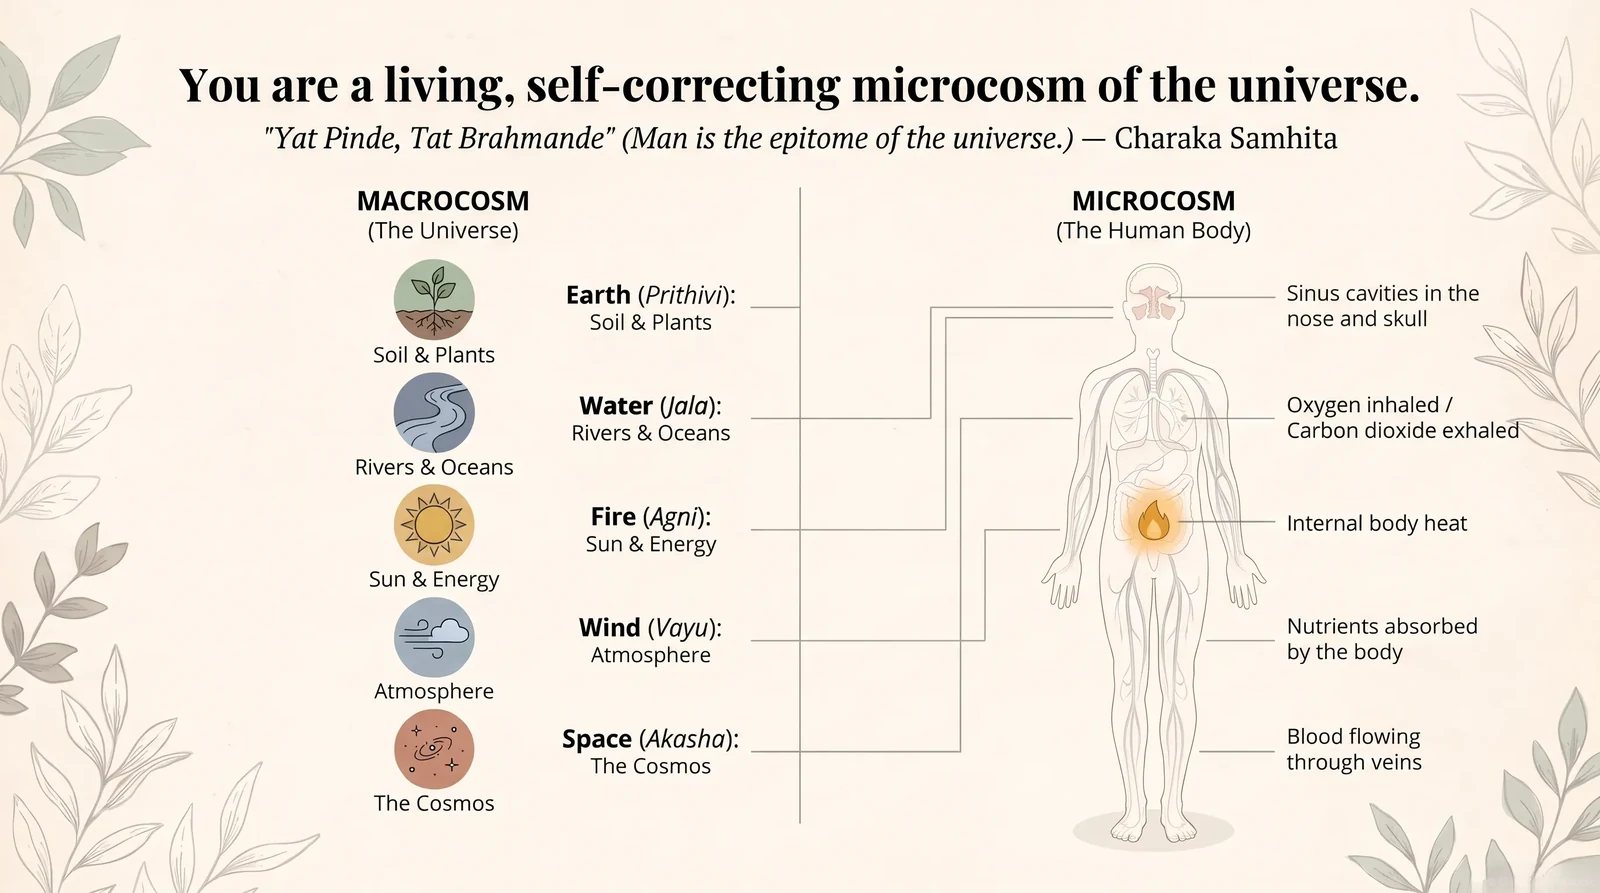 You are a living, self-correcting microcosm of the universe.
"Yat Pinde, Tat Brahmande" (Man is the epitome of the universe.) — Charaka Samhita
MACROCOSM
(The Universe)
Soil & Plants
Rivers & Oceans
Sun & Energy
Atmosphere
The Cosmos
Earth (Prithivi):
Soil & Plants
Water (Jala):
Rivers & Oceans
Fire (Agni):
Sun & Energy
Wind (Vayu):
Atmosphere
Space (Akasha):
The Cosmos
MICROCOSM
(The Human Body)
Sinus cavities in the
nose and skull
Oxygen inhaled /
Carbon dioxide exhaled
Internal body heat
Nutrients absorbed
by the body
Blood flowing
through veins